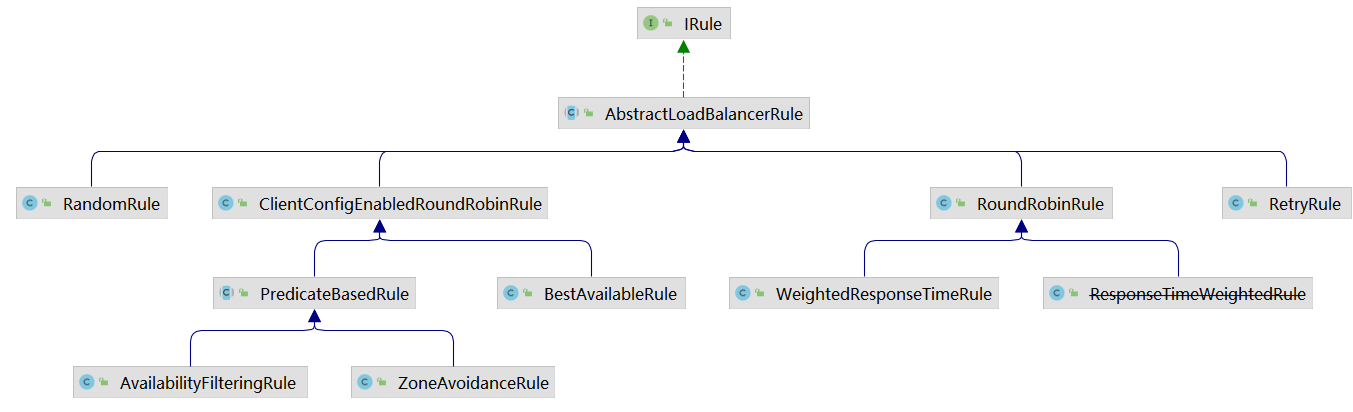 IRule
AbstractLoadBalancerRule
RandomRule
ClientConfigEnabledRoundRobinRule
RoundRobinRule
RetryRule
PredicateBasedRule
BestAvailableRule
WeightedResponseTimeRule
ResponseTimeWeightedRule
AvailabilityFilteringRule
ZoneAvoidanceRule